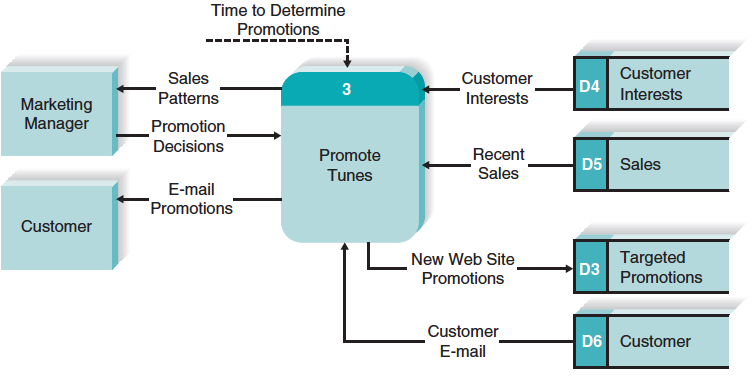 Time to Determine
Promotions
Marketing
Manager
Sales
Patterns
Promotion
Decisions
3
Promote
Tunes
Customer
Interests
D4
Customer
Interests
Recent
Sales
D5
Sales
Customer
E-mail
Promotions
New Web Site
Promotions
D3
Targeted
Promotions
Customer
E-mail
D6
Customer